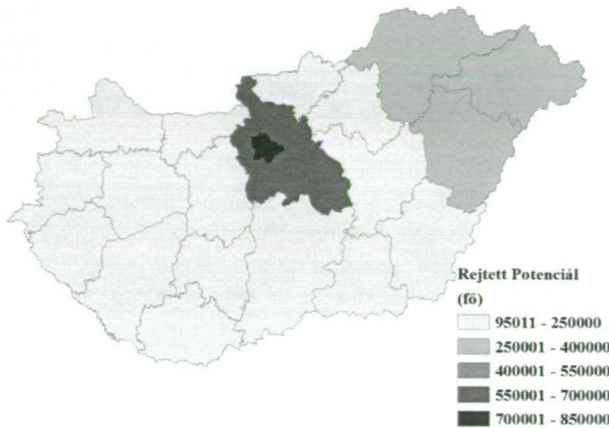 Rejtett Potenciál
(fő)
95011 - 250000
250001 - 400000
400001 - 550000
550001 - 700000
700001 - 850000